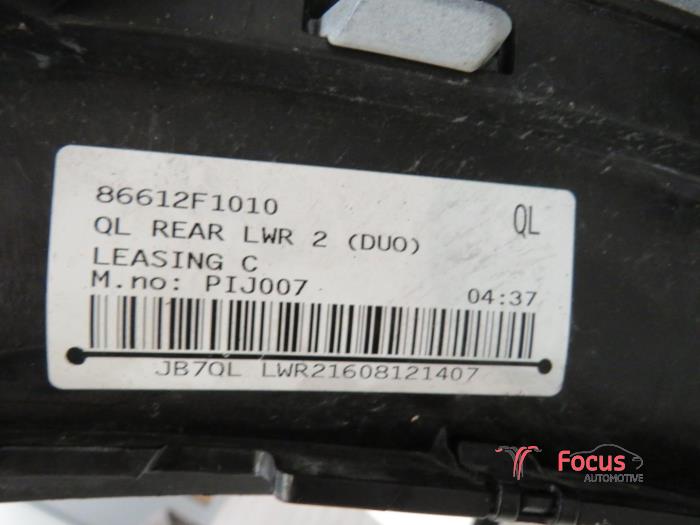 86612F1010
QL
QL REAR LWR 2 (DUO)
LEASING C
M.no: PIJ007
04:37
JB7QL LWR21608121407
Focus
AUTOMOTIVE